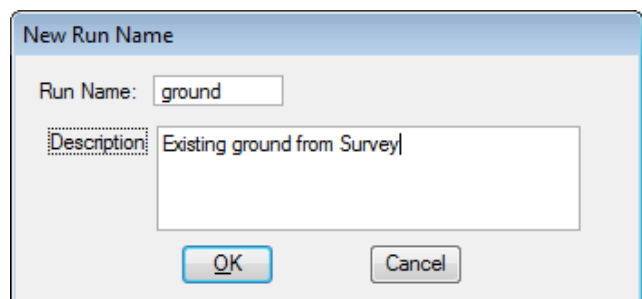 New Run Name
Run Name: ground
Description Existing ground from Survey
OK Cancel